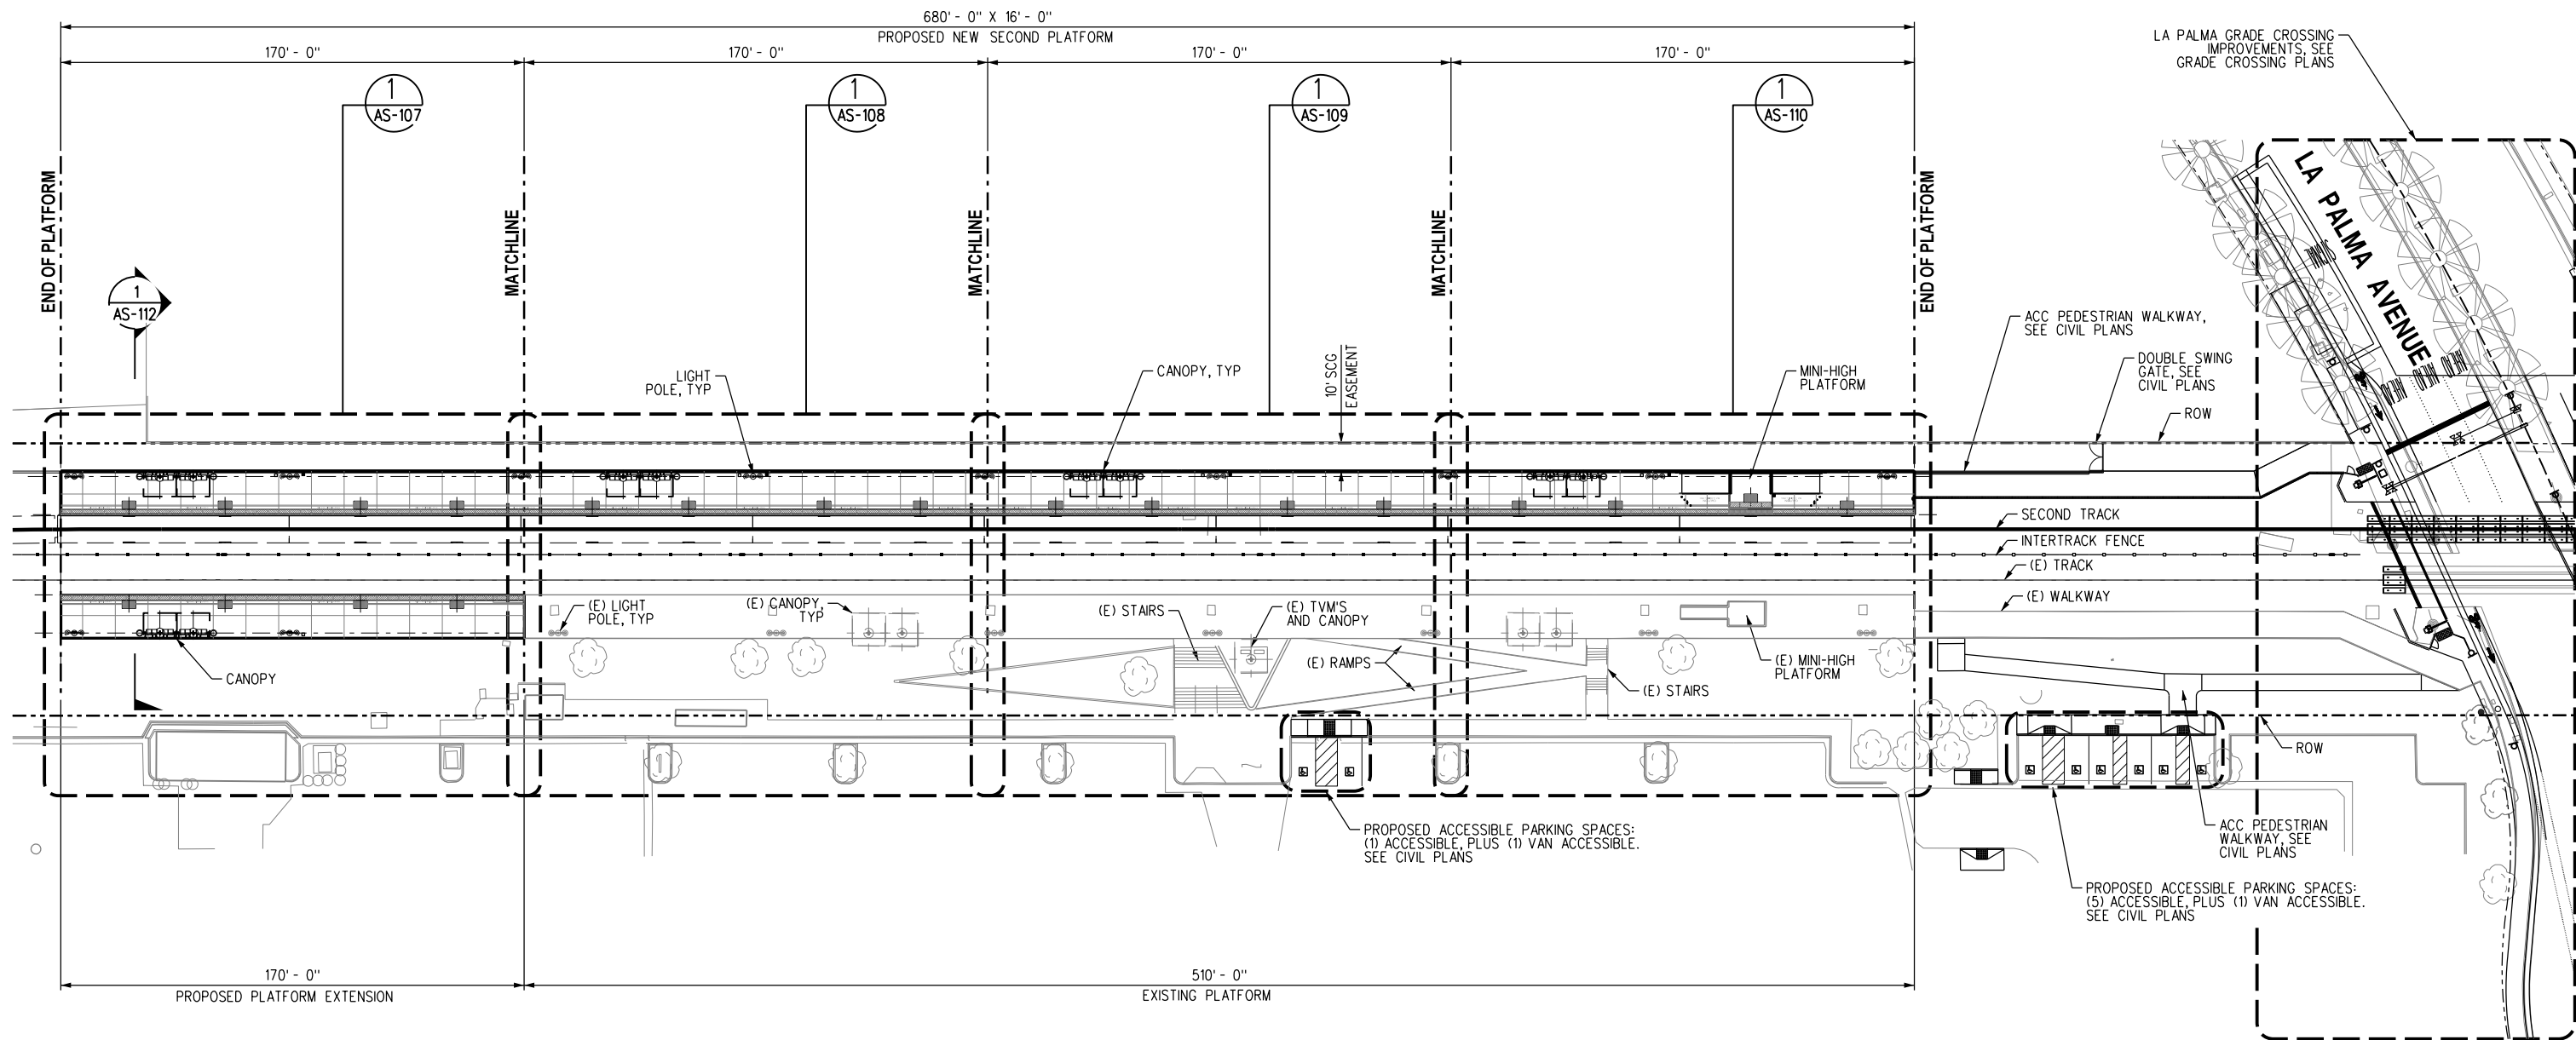 680' - 0" X 16' - 0"
PROPOSED NEW SECOND PLATFORM
170' - 0"
170' - 0"
170' - 0"
170' - 0"
LA PALMA GRADE CROSSING
IMPROVEMENTS, SEE
GRADE CROSSING PLANS
1
AS-107
1
AS-108
1
AS-109
1
AS-110
END OF PLATFORM
MATCHLINE
MATCHLINE
MATCHLINE
END OF PLATFORM
LA PALMA AVENUE
1
AS-112
ACC PEDESTRIAN WALKWAY,
SEE CIVIL PLANS
DOUBLE SWING
GATE, SEE
CIVIL PLANS
ROW
LIGHT
POLE, TYP
CANOPY, TYP
10' SCG
EASEMENT
MINI-HIGH
PLATFORM
SECOND TRACK
INTERTRACK FENCE
(E) TRACK
(E) WALKWAY
(E) LIGHT
POLE, TYP
(E) CANOPY,
TYP
(E) STAIRS
(E) TVM'S
AND CANOPY
(E) RAMPS
(E) STAIRS
(E) MINI-HIGH
PLATFORM
CANOPY
ROW
PROPOSED ACCESSIBLE PARKING SPACES:
(1) ACCESSIBLE, PLUS (1) VAN ACCESSIBLE.
SEE CIVIL PLANS
ACC PEDESTRIAN
WALKWAY, SEE
CIVIL PLANS
PROPOSED ACCESSIBLE PARKING SPACES:
(5) ACCESSIBLE, PLUS (1) VAN ACCESSIBLE.
SEE CIVIL PLANS
170' - 0"
PROPOSED PLATFORM EXTENSION
510' - 0"
EXISTING PLATFORM